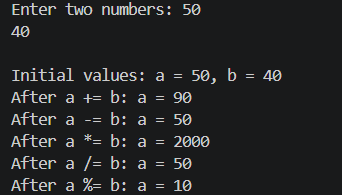 Enter two numbers: 50
40
Initial values: a = 50, b = 40
After a += b: a = 90
After a -= b: a = 50
After a *= b: a = 2000
After a /= b: a = 50
After a %= b: a = 10